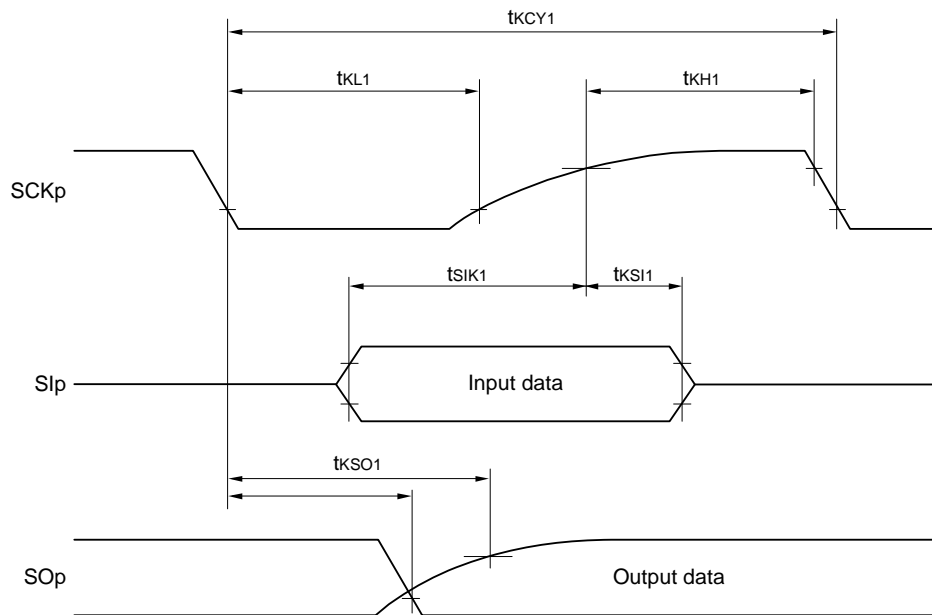 tKCY1
tKL1
tKH1
SCKp
tSIK1
tKSI1
SIp
Input data
tKSO1
SOp
Output data